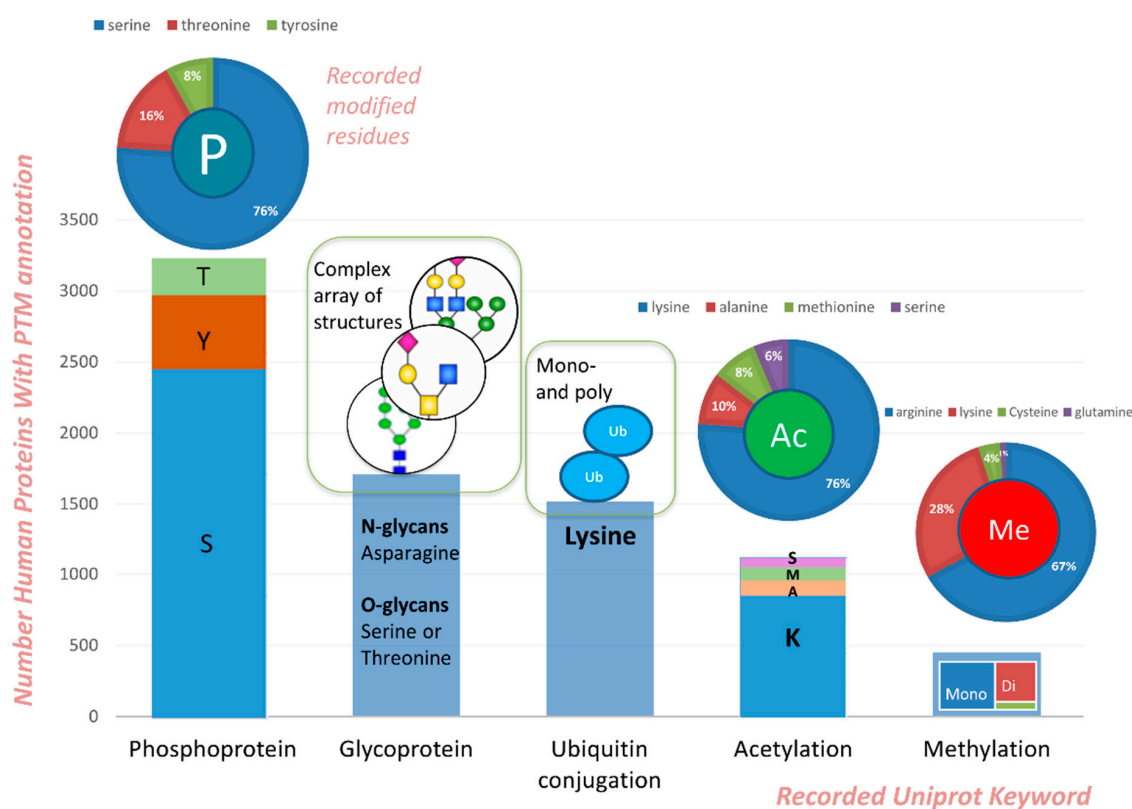 serine threonine tyrosine
8%
16%
P
76%
Recorded
modified
residues
Number Human Proteins With PTM annotation
3500
3000
2500
2000
1500
1000
500
0
T
Y
S
Complex
array of
structures
N-glycans
Asparagine
O-glycans
Serine or
Threonine
Mono-
and poly
Ub
Ub
Lysine
lysine alanine methionine serine
6%
8%
10%
Ac
76%
S
M
A
K
arginine lysine Cysteine glutamine
4%
1%
28%
Me
67%
Mono
Di
Phosphoprotein
Glycoprotein
Ubiquitin
conjugation
Acetylation
Methylation
Recorded Uniprot Keyword